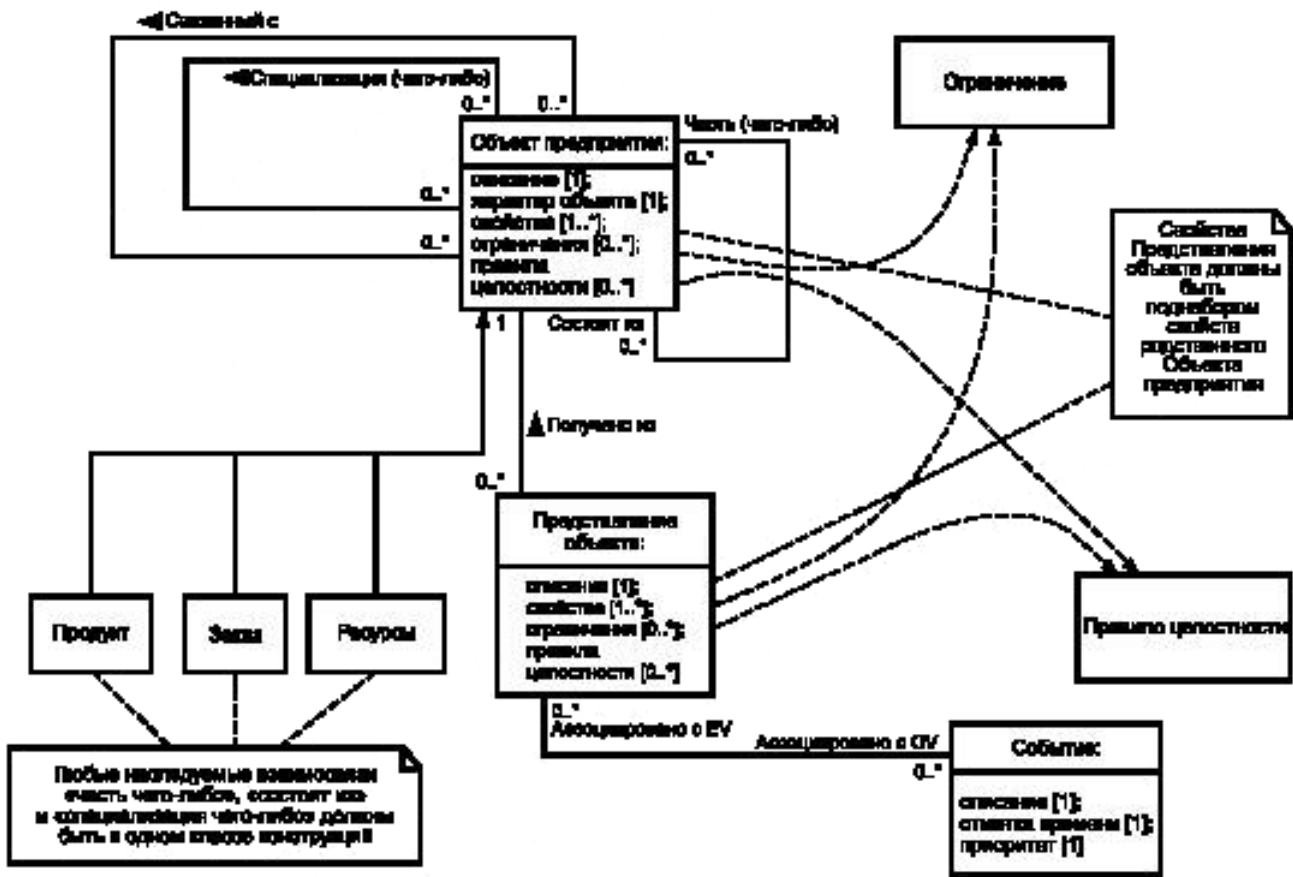 Связанный с
Специализация (чего-либо)
0..*
0..*
Ограничение
Часть (чего-либо)
0..*
Объект предприятия:
описание [1];
характер объекта [1];
свойства [1..*];
ограничения [0..*];
правила
целостности [0..*]
0..*
0..*
Свойства
Представления
объекта должны
быть
поднабором
свойств
родственного
Объекта
предприятия
1
Состоит из
0..*
Получено из
0..*
Представление
объекта:
описание [1];
свойства [1..*];
ограничения [0..*];
правила
целостности [0..*]
Продукт
Заказ
Ресурсы
Правило целостности
0..*
Ассоциировано с EV
Ассоциировано с OV
0..*
Событие:
описание [1];
отметка времени [1];
приоритет [1]
Любые наследуемые взаимосвязи
«часть чего-либо», «состоит из»
и «специализация чего-либо» должны
быть в одном классе конструкций